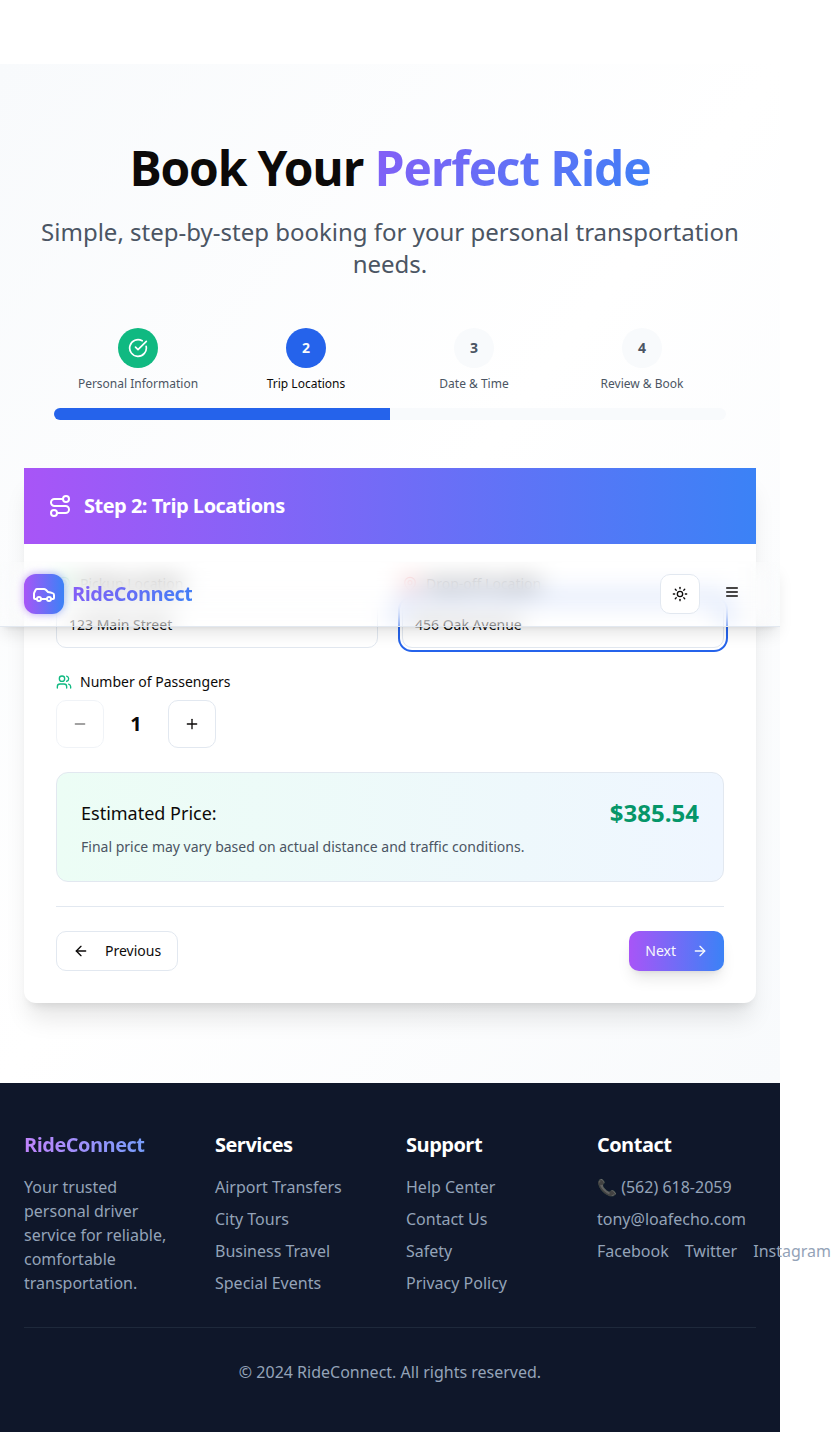 Book Your Perfect Ride
Simple, step-by-step booking for your personal transportation
needs.
2
3
4
Personal Information
Trip Locations
Date & Time
Review & Book
Step 2: Trip Locations
Pickup Location
Drop-off Location
RideConnect
123 Main Street
456 Oak Avenue
Number of Passengers
1
Estimated Price:
$385.54
Final price may vary based on actual distance and traffic conditions.
Previous
Next
RideConnect
Your trusted
personal driver
service for reliable,
comfortable
transportation.
Services
Airport Transfers
City Tours
Business Travel
Special Events
Support
Help Center
Contact Us
Safety
Privacy Policy
Contact
📞 (562) 618-2059
tony@loafecho.com
Facebook Twitter Instagram
© 2024 RideConnect. All rights reserved.